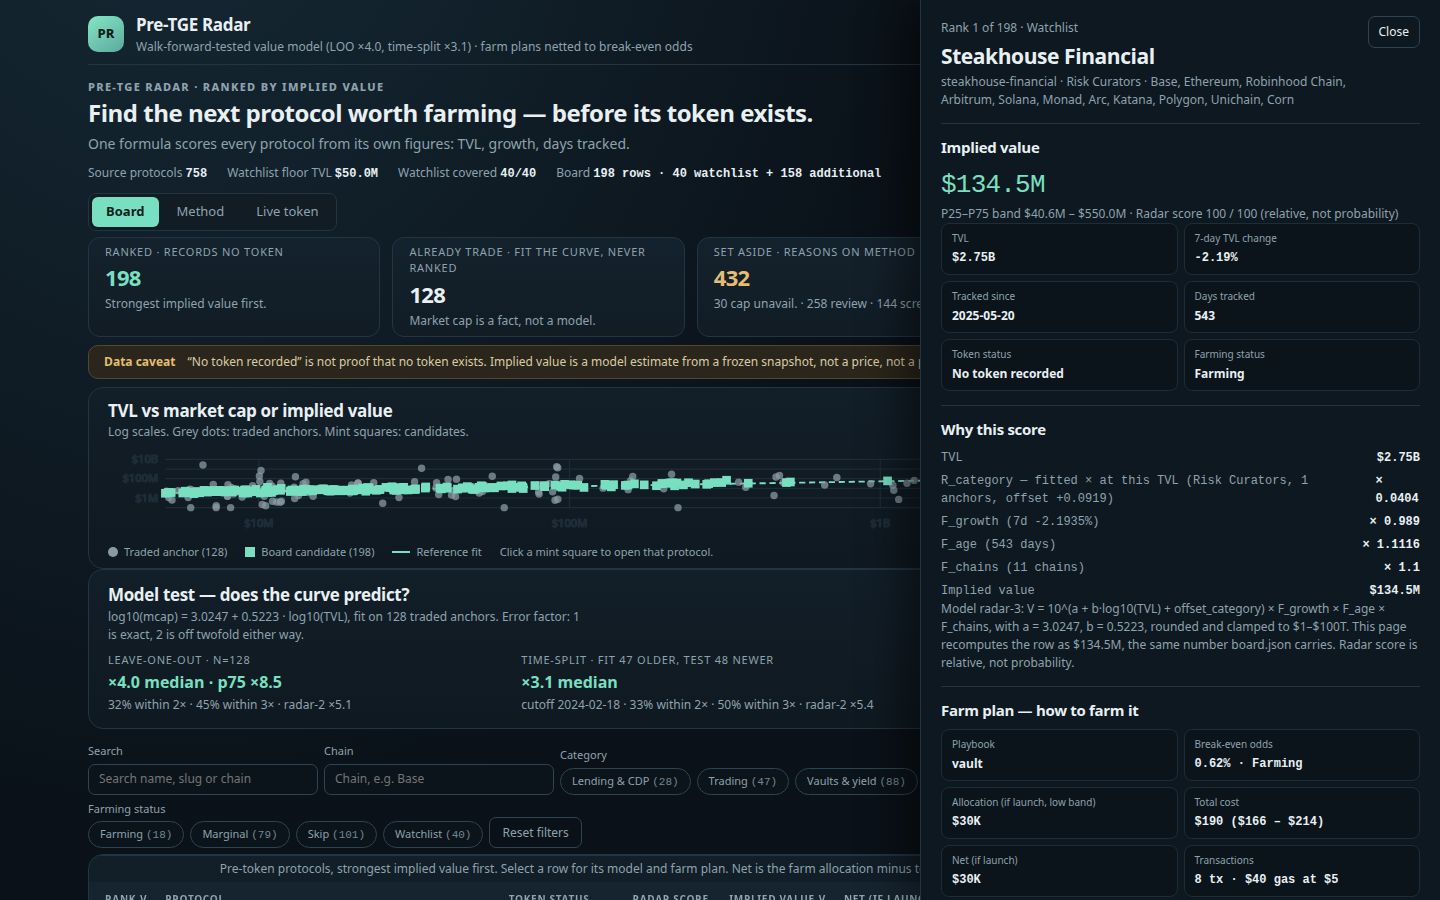 PR
Pre-TGE Radar
Walk-forward-tested value model (LOO ×4.0, time-split ×3.1) · farm plans netted to break-even odds
PRE-TGE RADAR · RANKED BY IMPLIED VALUE
Find the next protocol worth farming — before its token exists.
One formula scores every protocol from its own figures: TVL, growth, days tracked.
Source protocols 758 Watchlist floor TVL $50.0M Watchlist covered 40/40 Board 198 rows · 40 watchlist + 158 additional
Board Method Live token
RANKED · RECORDS NO TOKEN
198
Strongest implied value first.
ALREADY TRADE · FIT THE CURVE, NEVER
RANKED
128
Market cap is a fact, not a model.
SET ASIDE · REASONS ON METHOD
432
30 cap unavail. · 258 review · 144 scre
Data caveat “No token recorded” is not proof that no token exists. Implied value is a model estimate from a frozen snapshot, not a price, not a p
TVL vs market cap or implied value
Log scales. Grey dots: traded anchors. Mint squares: candidates.
$10B
$100M
$1M
$10M $100M $1B
Traded anchor (128) Board candidate (198) Reference fit Click a mint square to open that protocol.
Model test — does the curve predict?
log10(mcap) = 3.0247 + 0.5223 · log10(TVL), fit on 128 traded anchors. Error factor: 1
is exact, 2 is off twofold either way.
LEAVE-ONE-OUT · N=128
×4.0 median · p75 ×8.5
32% within 2× · 45% within 3× · radar-2 ×5.1
TIME-SPLIT · FIT 47 OLDER, TEST 48 NEWER
×3.1 median
cutoff 2024-02-18 · 33% within 2× · 50% within 3× · radar-2 ×5.4
Search
Search name, slug or chain
Chain
Chain, e.g. Base
Category
Lending & CDP (28) Trading (47) Vaults & yield (88)
Farming status
Farming (18) Marginal (79) Skip (101) Watchlist (40) Reset filters
Pre-token protocols, strongest implied value first. Select a row for its model and farm plan. Net is the farm allocation minus t
RANK V PROTOCOL TOKEN STATUS RADAR SCORE IMPLIED VALUE V NET (IF LAUNC
Rank 1 of 198 · Watchlist
Close
Steakhouse Financial
steakhouse-financial · Risk Curators · Base, Ethereum, Robinhood Chain,
Arbitrum, Solana, Monad, Arc, Katana, Polygon, Unichain, Corn
Implied value
$134.5M
P25–P75 band $40.6M – $550.0M · Radar score 100 / 100 (relative, not probability)
TVL
$2.75B
7-day TVL change
-2.19%
Tracked since
2025-05-20
Days tracked
543
Token status
No token recorded
Farming status
Farming
Why this score
TVL $2.75B
R_category — fitted × at this TVL (Risk Curators, 1 ×
anchors, offset +0.0919) 0.0404
F_growth (7d -2.1935%) × 0.989
F_age (543 days) × 1.1116
F_chains (11 chains) × 1.1
Implied value $134.5M
Model radar-3: V = 10^(a + b·log10(TVL) + offset_category) × F_growth × F_age ×
F_chains, with a = 3.0247, b = 0.5223, rounded and clamped to $1–$100T. This page
recomputes the row as $134.5M, the same number board.json carries. Radar score is
relative, not probability.
Farm plan — how to farm it
Playbook
vault
Break-even odds
0.62% · Farming
Allocation (if launch, low band)
$30K
Total cost
$190 ($166 – $214)
Net (if launch)
$30K
Transactions
8 tx · $40 gas at $5